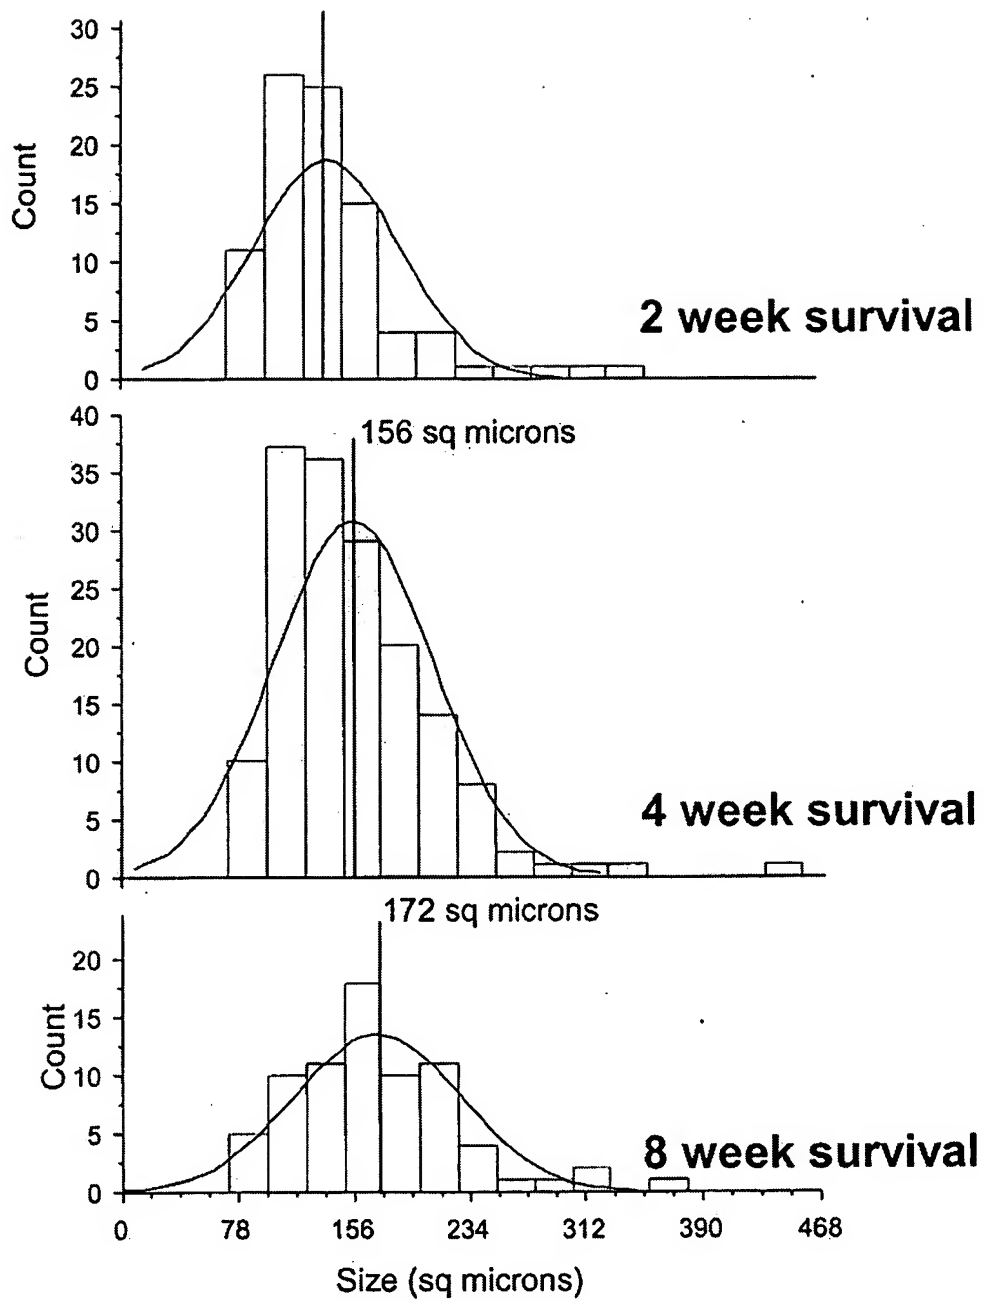 30
25
20
15
10
5
0
Count
2 week survival
156 sq microns
40
35
30
25
20
15
10
5
0
Count
4 week survival
172 sq microns
20
15
10
5
0
Count
8 week survival
0 78 156 234 312 390 468
Size (sq microns)